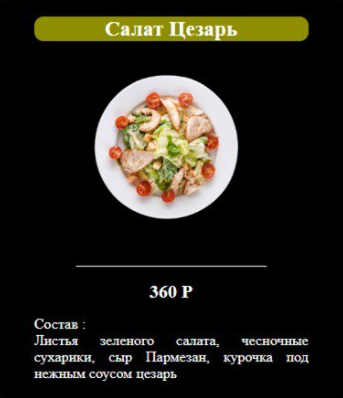 Салат Цезарь
360 Р
Состав :
Листья зеленого салата, чесночные
сухарики, сыр Пармезан, курочка под
нежным соусом цезарь